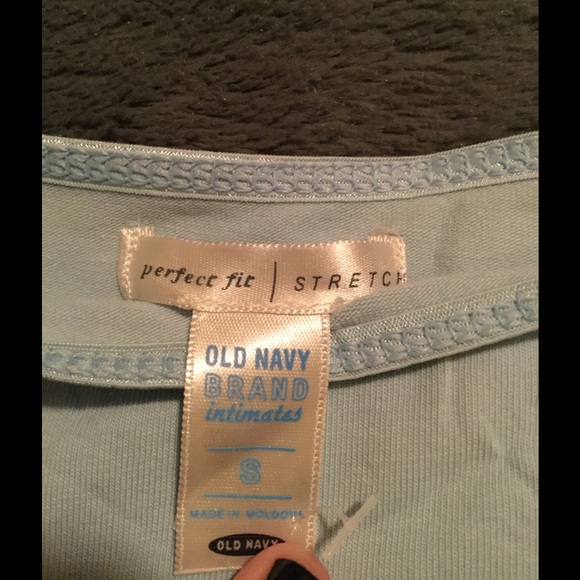 perfect fit | STRETCH
OLD NAVY
BRAND
intimates
S
MADE IN MOLDOVA
OLD NAVY